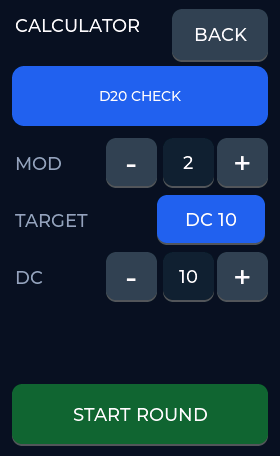 CALCULATOR
BACK
D20 CHECK
MOD - 2 +
TARGET DC 10
DC - 10 +
START ROUND